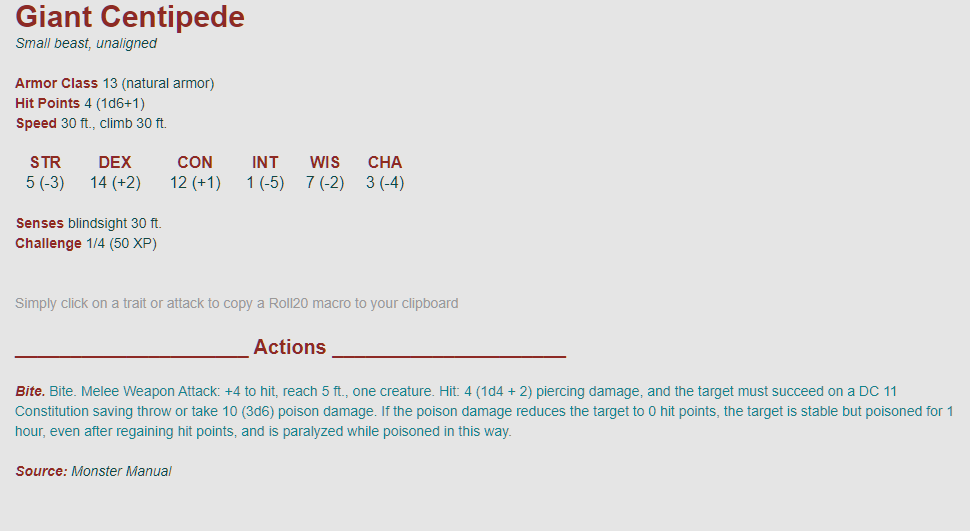 Giant Centipede
Small beast, unaligned
Armor Class 13 (natural armor)
Hit Points 4 (1d6+1)
Speed 30 ft., climb 30 ft.
STR DEX CON INT WIS CHA
5 (-3) 14 (+2) 12 (+1) 1 (-5) 7 (-2) 3 (-4)
Senses blindsight 30 ft.
Challenge 1/4 (50 XP)
Simply click on a trait or attack to copy a Roll20 macro to your clipboard
_____________________ Actions _____________________
Bite. Bite. Melee Weapon Attack: +4 to hit, reach 5 ft., one creature. Hit: 4 (1d4 + 2) piercing damage, and the target must succeed on a DC 11
Constitution saving throw or take 10 (3d6) poison damage. If the poison damage reduces the target to 0 hit points, the target is stable but poisoned for 1
hour, even after regaining hit points, and is paralyzed while poisoned in this way.
Source: Monster Manual